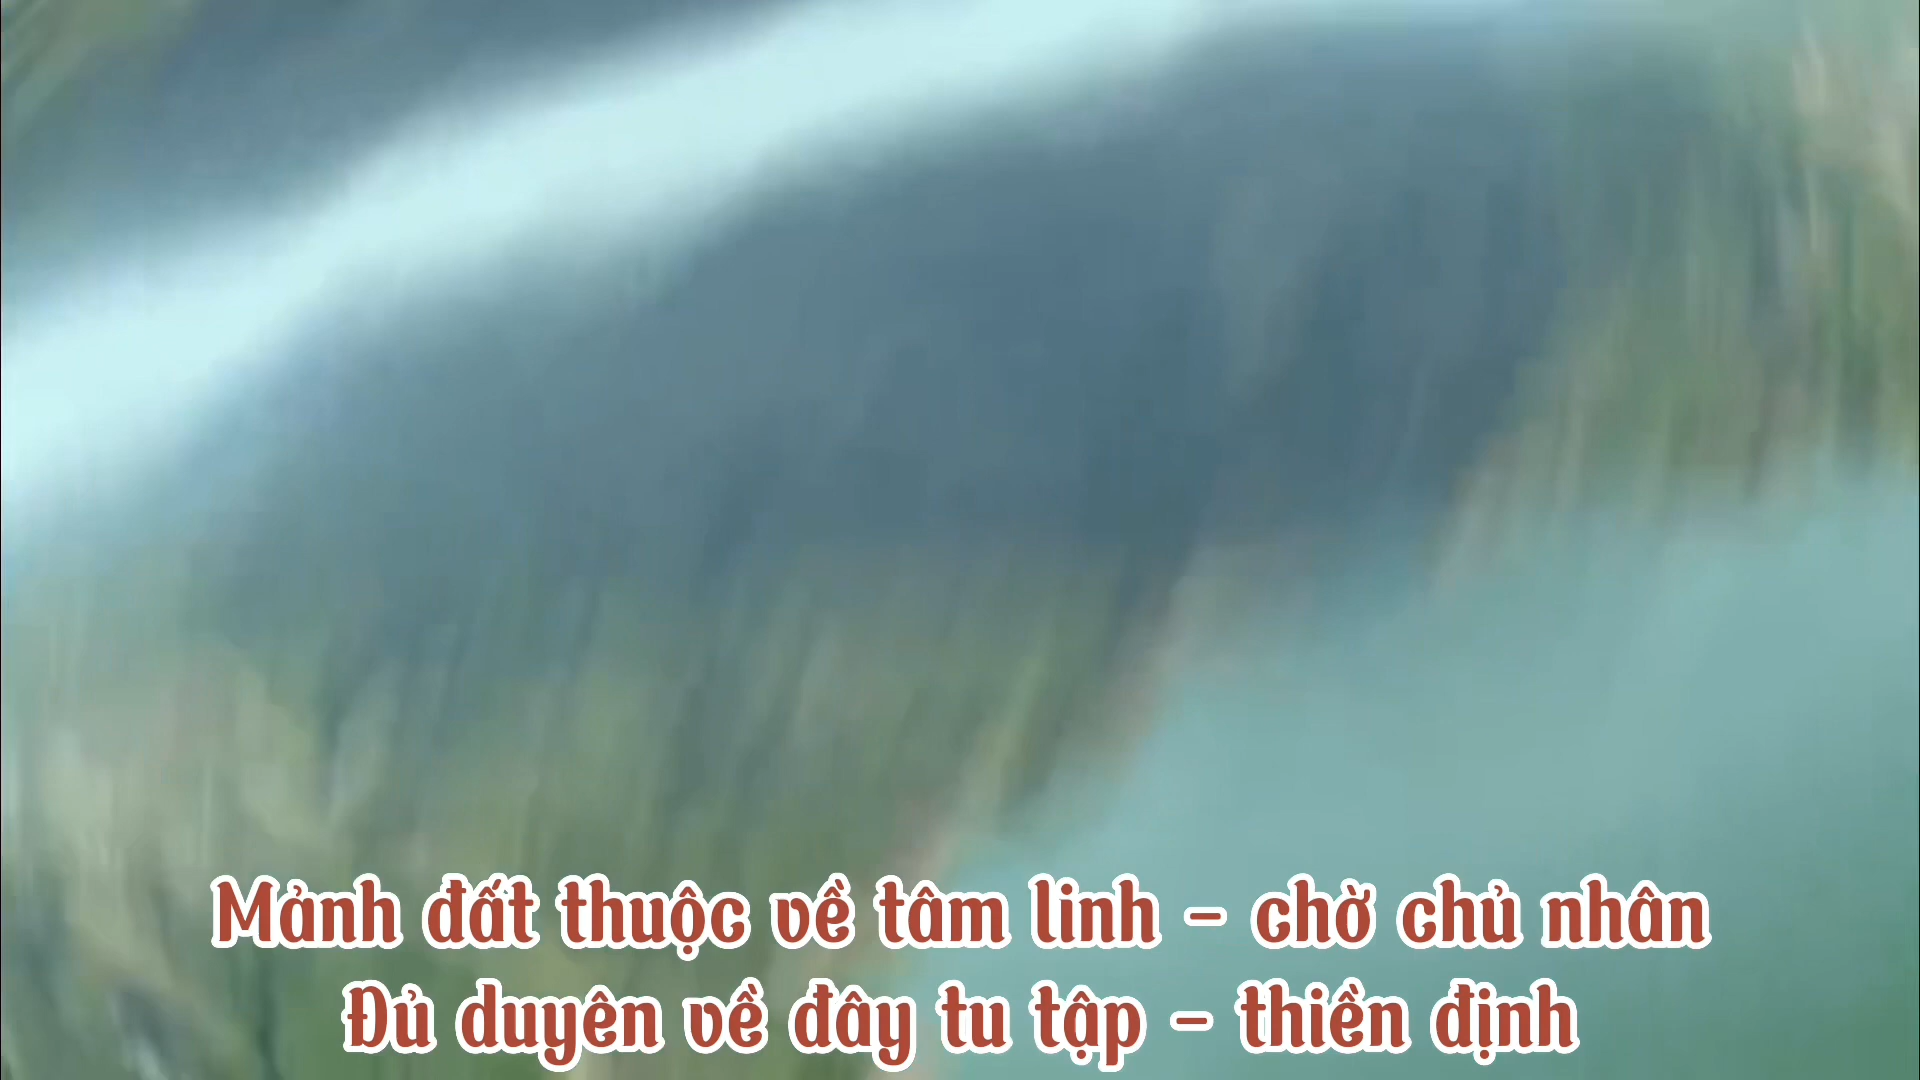 Mảnh đất thuộc về tâm linh – chờ chủ nhân
Đủ duyên về đây tu tập – thiền định